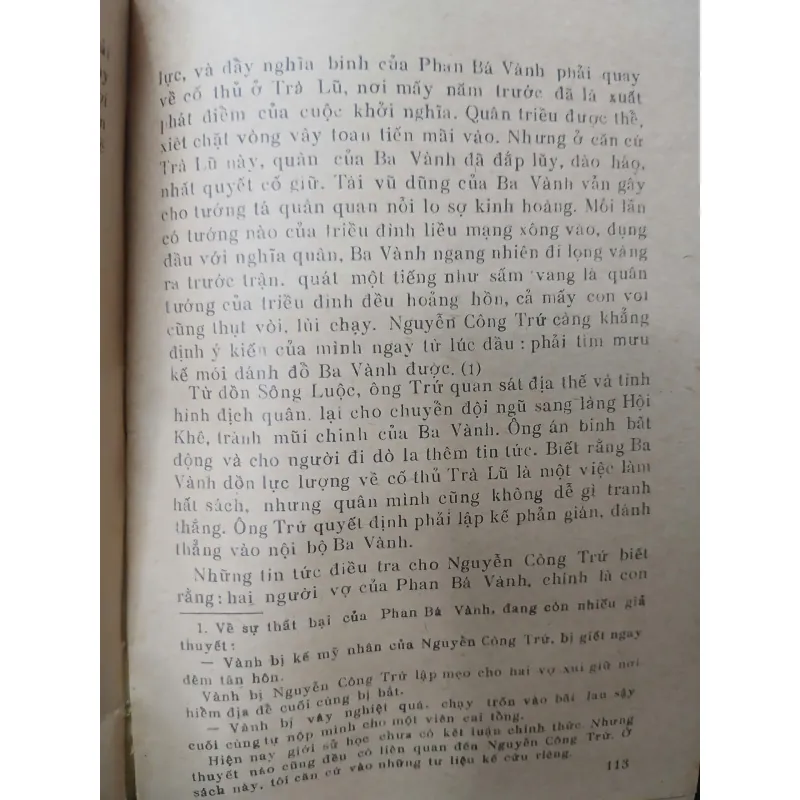 lực, và đầy nghĩa binh của Phan Bá Vành phải quay
về cố thủ ở Trà Lũ, nơi mấy năm trước đã là xuất
phát điểm của cuộc khởi nghĩa. Quân triều được thể,
xiết chặt vòng vây toan tiến mãi vào. Nhưng ở căn cứ
Trà Lũ này, quân của Ba Vành đã đắp lũy, đào hào,
nhất quyết cố giữ. Tài vũ dũng của Ba Vành vẫn gây
cho tướng tá quân quan nỗi lo sợ kinh hoàng. Mỗi lần
có tướng nào của triều đình liều mạng xông vào, đụng
đầu với nghĩa quân, Ba Vành ngang nhiên đi lọng vàng
ra trước trận. quát một tiếng như sấm vang là quân
tướng của triều đình đều hoảng hồn, cả mấy con voi
cũng thụt vòi, lủi chạy. Nguyễn Công Trứ càng khẳng
định ý kiến của mình ngay từ lúc đầu : phải tìm mưu
kế mới đánh đổ Ba Vành được. (1)
Từ đồn Sông Luộc, ông Trứ quan sát địa thế và tình
hình địch quân. lại cho chuyển đội ngũ sang làng Hội
Khê, tránh mũi chính của Ba Vành. Ông án binh bất
động và cho người đi dò la thêm tin tức. Biết rằng Ba
Vành dồn lực lượng về cố thủ Trà Lũ là một việc làm
hất sách, nhưng quân mình cũng không dễ gì tranh
thắng. Ông Trứ quyết định phải lập kế phản gián, đánh
thẳng vào nội bộ Ba Vành.
Những tin tức điều tra cho Nguyễn Công Trứ biết
rằng : hai người vợ của Phan Bá Vành, chính là con
1. Về sự thất bại của Phan Bá Vành, đang còn nhiều giả
thuyết :
— Vành bị kế mỹ nhân của Nguyễn Công Trứ, bị giết ngay
đêm tân hôn.
Vành bị Nguyễn Công Trứ lập mẹo cho hai vợ xui giữ nơi
hiểm địa để cuối cùng bị bắt.
— Vành bị vây nghiệt quá, chạy trốn vào bãi lau sậy
cuối cùng tự nộp mình cho một viên cai tổng.
Hiện nay giới sử học chưa có kết luận chính thức. Nhưng
thuyết nào cũng đều có liên quan đến Nguyễn Công Trứ. Ở
sách này, tôi căn cứ vào những tư liệu kê cứu riêng.
113